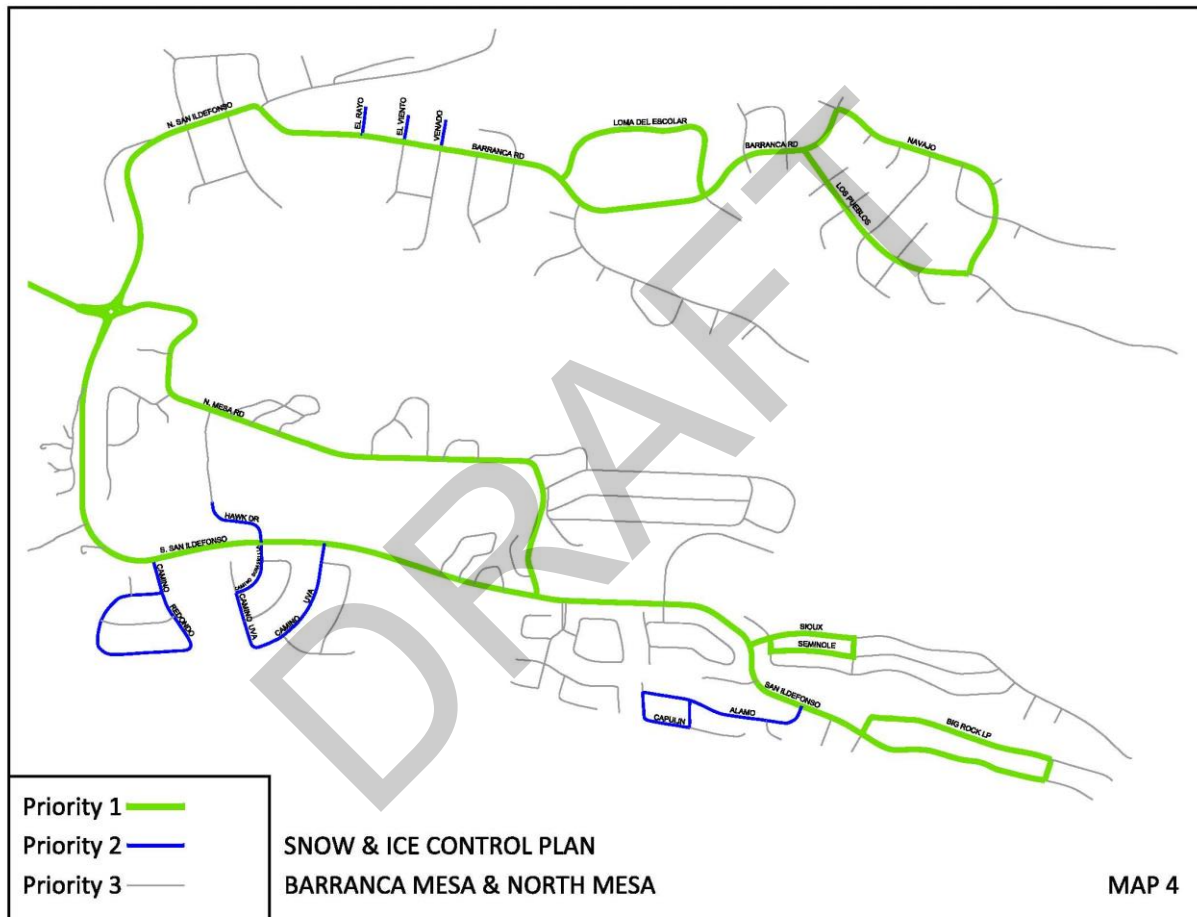 N. SAN ILDEFONSO
EL RAYO
EL VIENTO
VENADO
BARRANCA RD
LOMA DEL ESCOLAR
BARRANCA RD
NAVAJO
LOS PUEBLOS
N. MESA RD
HAWK DR
S. SAN ILDEFONSO
CAMINO
REDONDO
CAMINO UVA
CAMINO
UVA
SIOUX
SEMINOLE
SAN ILDEFONSO
CAPULIN
ALAMO
BIG ROCK LP
DRAFT
Priority 1
Priority 2
Priority 3
SNOW & ICE CONTROL PLAN
BARRANCA MESA & NORTH MESA
MAP 4